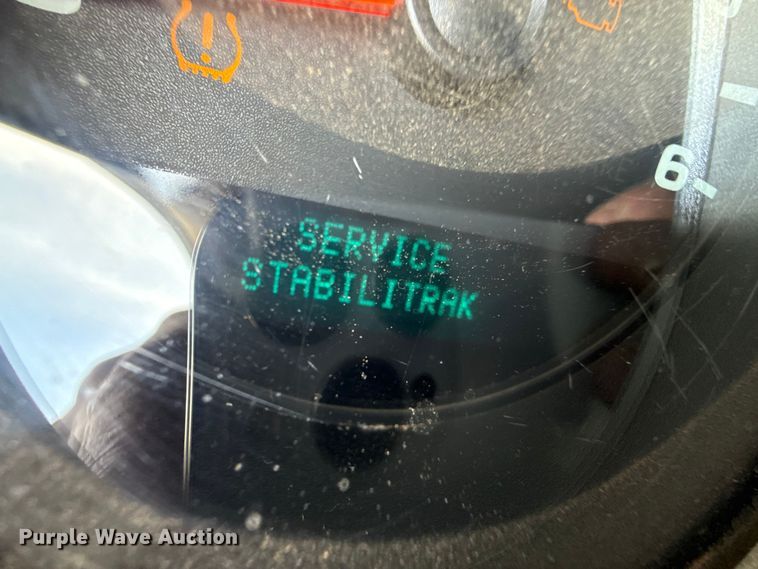 6
SERVICE
STABILITRAK
Purple Wave Auction